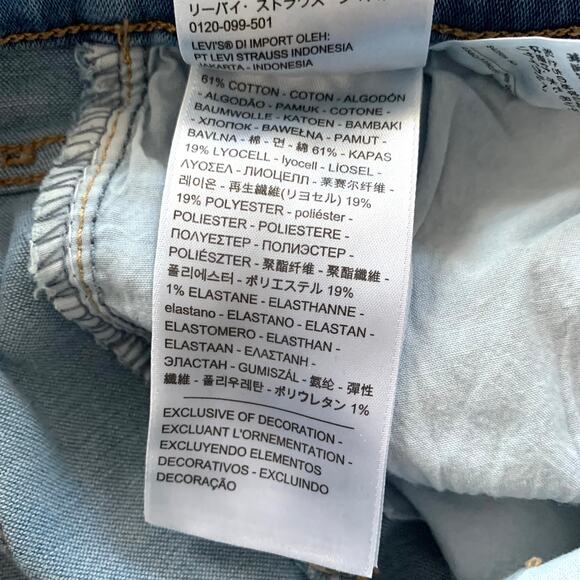 リーバイ・ストラウス
0120-099-501
LEVI'S® DI IMPORT OLEH:
PT LEVI STRAUSS INDONESIA
JAKARTA - INDONESIA
61% COTTON - COTON - ALGODÓN
- ALGODÃO - PAMUK - COTONE -
BAUMWOLLE - KATOEN - BAMBAKI
- ХЛОПОК - BAWEŁNA - PAMUT -
BAVLNA - 棉 - 면 - 綿 61% - KAPAS
19% LYOCELL - lyocell - LIOSEL -
ΛΥΟΣΕΛ - ЛИОЦЕЛЛ - 莱赛尔纤维 -
레이온 - 再生繊維(リヨセル) 19%
19% POLYESTER - poliéster -
POLIESTER - POLIESTERE -
ΠΟΛΥΕΣΤΕΡ - ПОЛИЭСТЕР -
POLIÉSZTER - 聚酯纤维 - 聚酯纖維 -
폴리에스터 - ポリエステル 19%
1% ELASTANE - ELASTHANNE -
elastano - ELASTANO - ELASTAN -
ELASTOMERO - ELASTHAN -
ELASTAAN - ΕΛΑΣΤΑΝΗ -
ЭЛАСТАН - GUMISZÁL - 氨纶 - 彈性
纖維 - 폴리우레탄 - ポリウレタン 1%
EXCLUSIVE OF DECORATION -
EXCLUANT L'ORNEMENTATION -
EXCLUYENDO ELEMENTOS
DECORATIVOS - EXCLUINDO
DECORAÇÃO